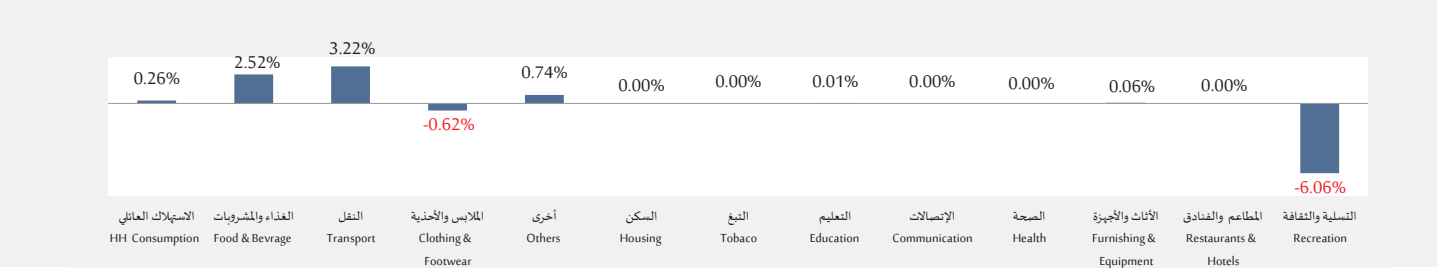 3.22%
2.52%
0.74%
0.26%
0.00%
0.00%
0.01%
0.00%
0.00%
0.06%
0.00%
-0.62%
-6.06%
الاستهلاك العائلي
HH Consumption
الغذاء والمشروبات
Food & Bevrage
النقل
Transport
الملابس والأحذية
Clothing &
Footwear
أخرى
Others
السكن
Housing
التبغ
Tobaco
التعليم
Education
الإتصالات
Communication
الصحة
Health
الأثاث والأجهزة
Furnishing &
Equipment
المطاعم والفنادق
Restaurants &
Hotels
التسلية والثقافة
Recreation